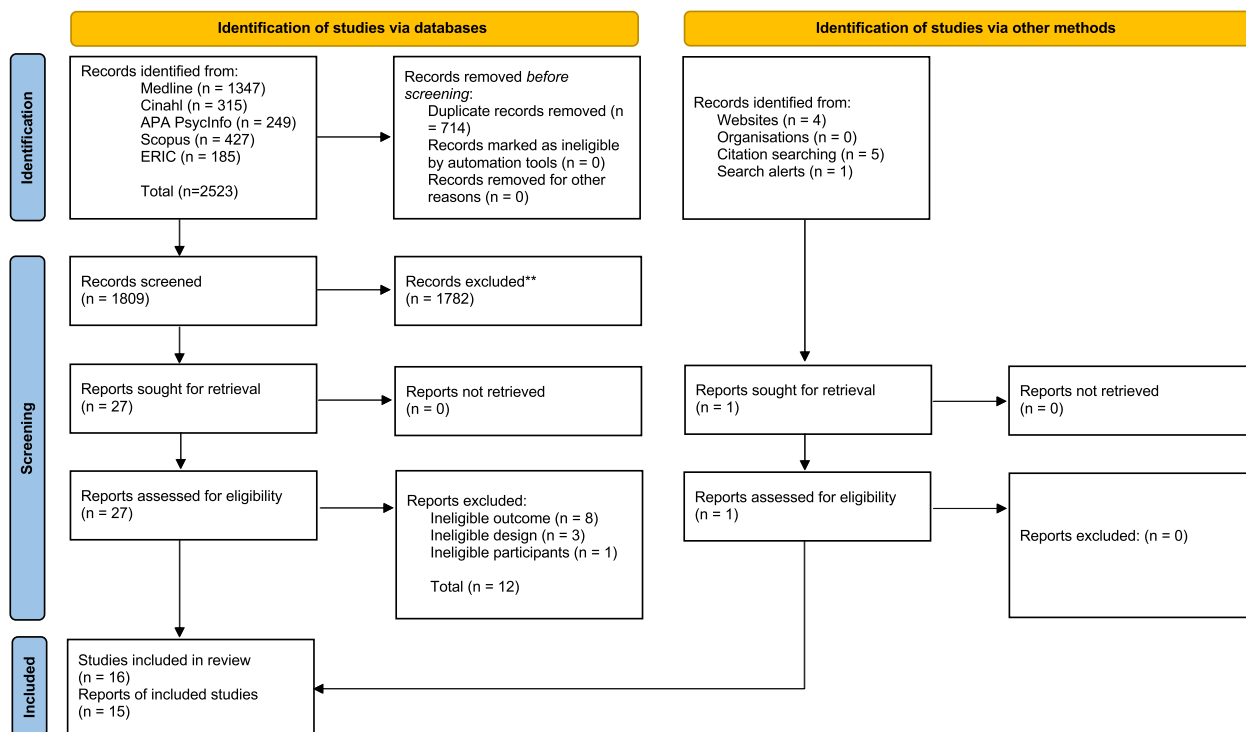 Identification of studies via databases
Identification of studies via other methods
Identification
Records identified from:
Medline (n = 1347)
Cinahl (n = 315)
APA PsycInfo (n = 249)
Scopus (n = 427)
ERIC (n = 185)
Total (n=2523)
Records removed before
screening:
Duplicate records removed (n
= 714)
Records marked as ineligible
by automation tools (n = 0)
Records removed for other
reasons (n = 0)
Records identified from:
Websites (n = 4)
Organisations (n = 0)
Citation searching (n = 5)
Search alerts (n = 1)
Screening
Records screened
(n = 1809)
Records excluded**
(n = 1782)
Reports sought for retrieval
(n = 27)
Reports not retrieved
(n = 0)
Reports sought for retrieval
(n = 1)
Reports not retrieved
(n = 0)
Reports assessed for eligibility
(n = 27)
Reports excluded:
Ineligible outcome (n = 8)
Ineligible design (n = 3)
Ineligible participants (n = 1)
Total (n = 12)
Reports assessed for eligibility
(n = 1)
Reports excluded: (n = 0)
Included
Studies included in review
(n = 16)
Reports of included studies
(n = 15)